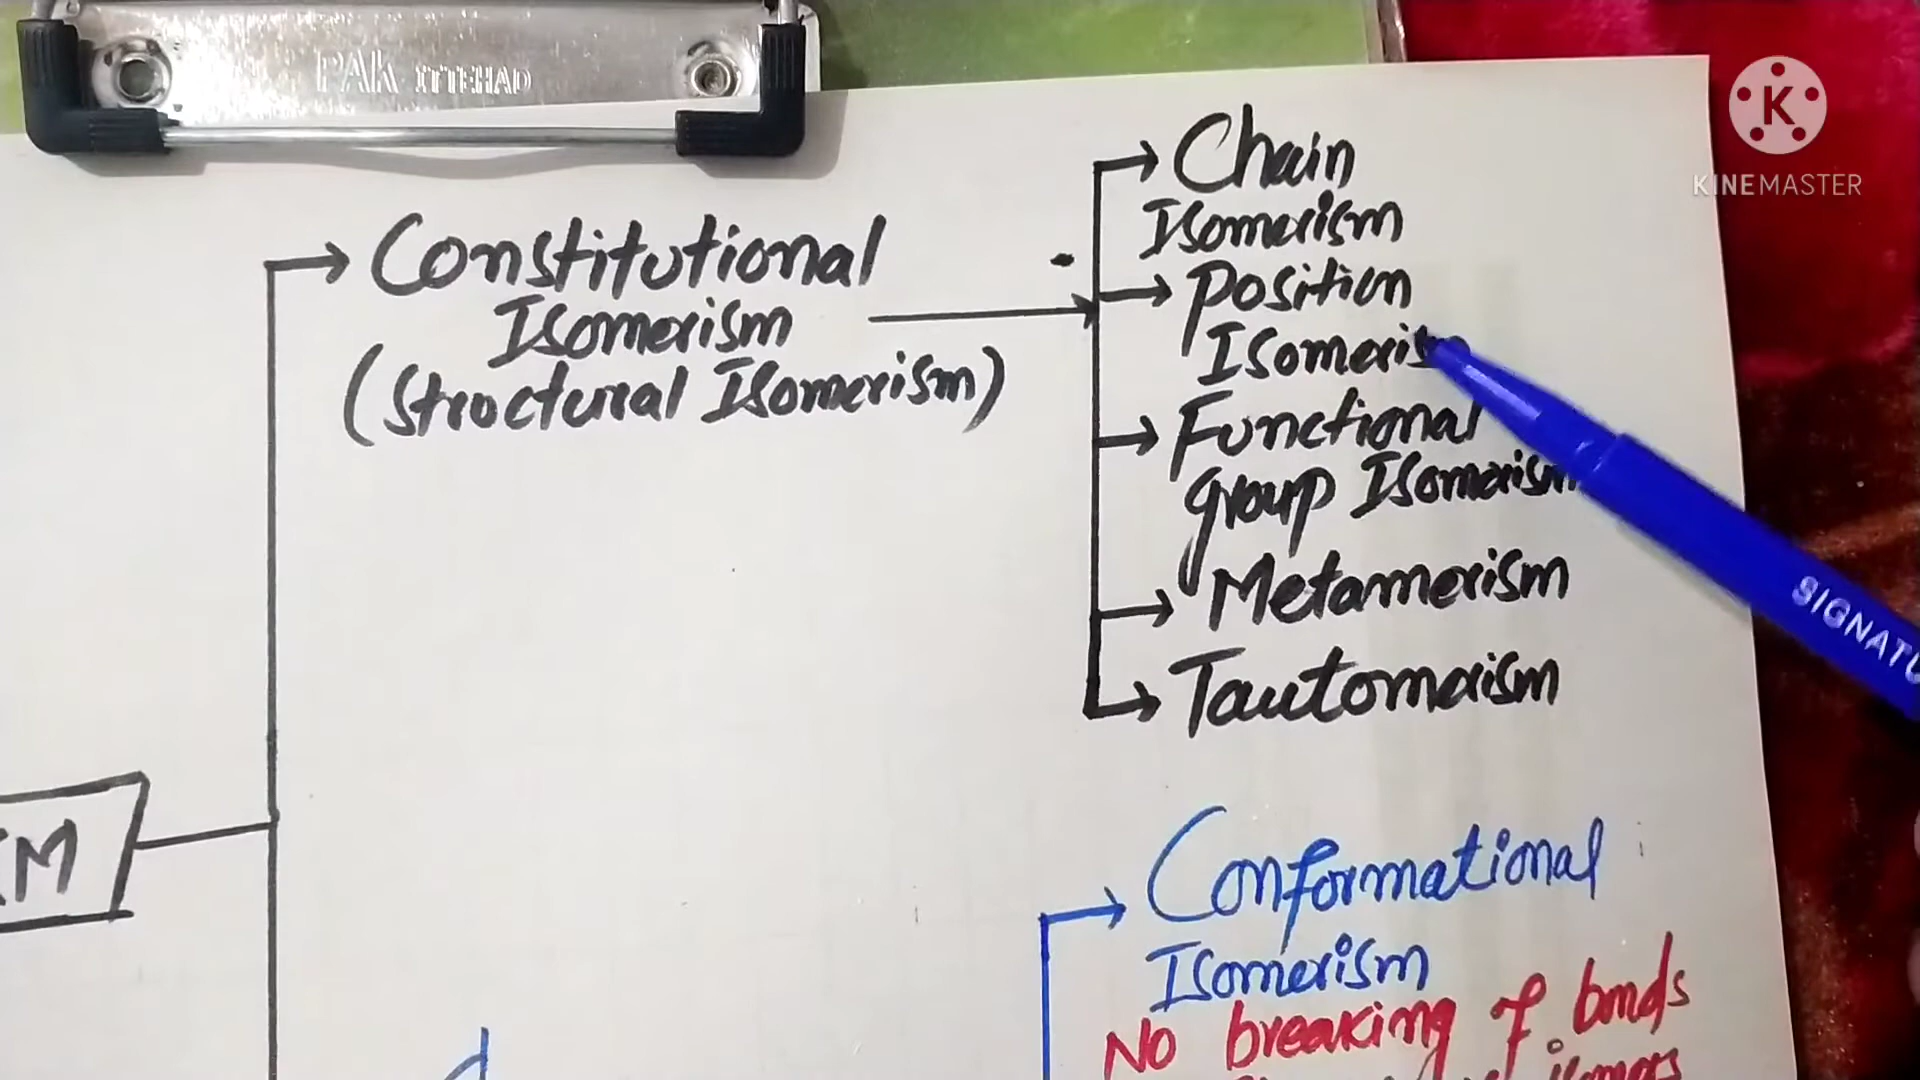 PAK ITTEHAD
K
KINEMASTER
Constitutional
Isomerism
(Structural Isomerism)
Chain
Isomerism
Position
Isomerism
Functional
group Isomerism
Metamerism
Tautomerism
SIGNATU
Conformational
Isomerism
No breaking of bonds